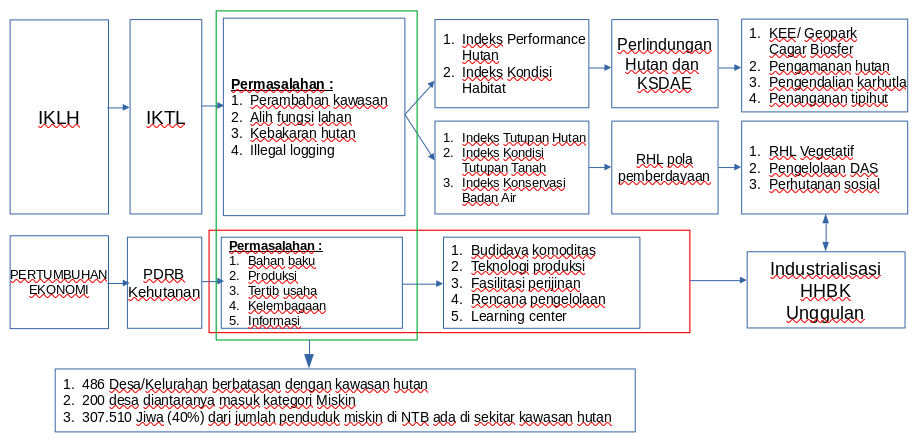 IKLH
IKTL
Permasalahan :
1. Perambahan kawasan
2. Alih fungsi lahan
3. Kebakaran hutan
4. Illegal logging
1. Indeks Performance
Hutan
2. Indeks Kondisi
Habitat
Perlindungan
Hutan dan
KSDAE
1. KEE/ Geopark
Cagar Biosfer
2. Pengamanan hutan
3. Pengendalian karhutla
4. Penanganan tipihut
1. Indeks Tutupan Hutan
2. Indeks Kondisi
Tutupan Tanah
3. Indeks Konservasi
Badan Air
RHL pola
pemberdayaan
1. RHL Vegetatif
2. Pengelolaan DAS
3. Perhutanan sosial
PERTUMBUHAN
EKONOMI
PDRB
Kehutanan
Permasalahan :
1. Bahan baku
2. Produksi
3. Tertib usaha
4. Kelembagaan
5. Informasi
1. Budidaya komoditas
2. Teknologi produksi
3. Fasilitasi perijinan
4. Rencana pengelolaan
5. Learning center
Industrialisasi
HHBK
Unggulan
1. 486 Desa/Kelurahan berbatasan dengan kawasan hutan
2. 200 desa diantaranya masuk kategori Miskin
3. 307.510 Jiwa (40%) dari jumlah penduduk miskin di NTB ada di sekitar kawasan hutan